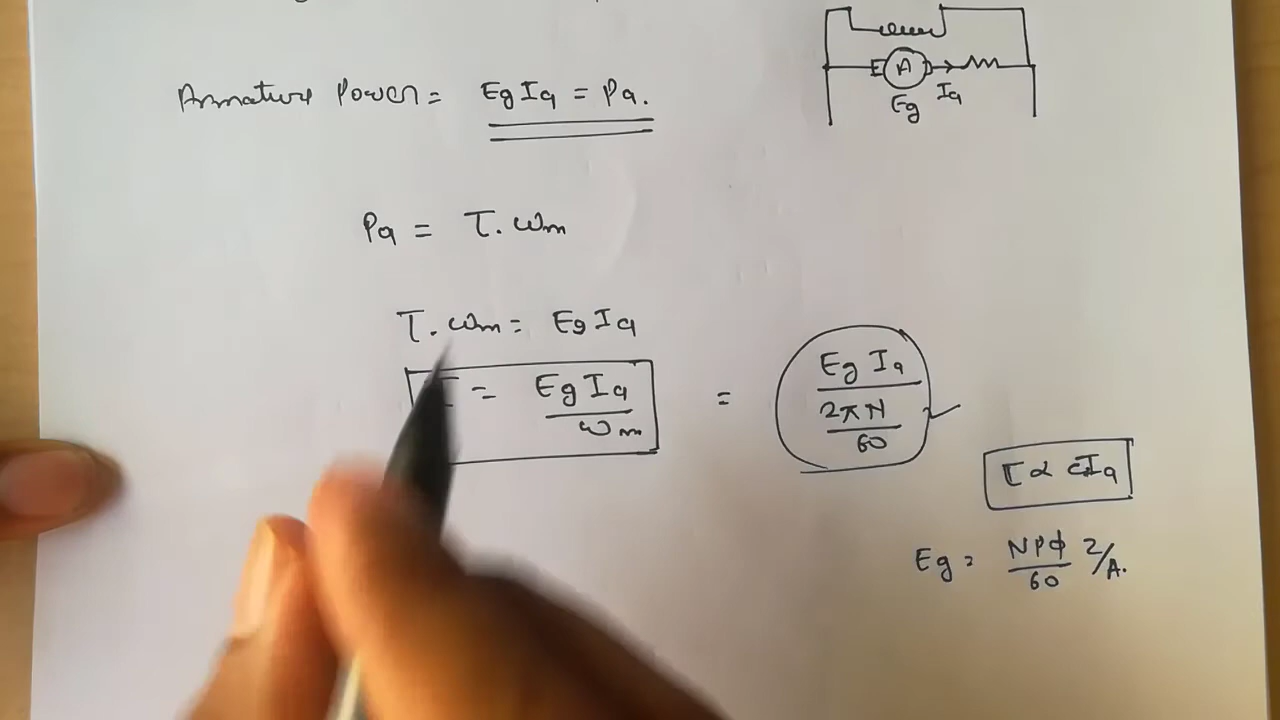 Armature Power = Eg Ia = Pa.
A
Eg Ia
Pa = T. ωm
T. ωm = Eg Ia
= Eg Ia / ωm = Eg Ia / (2πN / 60)
T ∝ Ia
Eg = NPϕ / 60 Z/A.